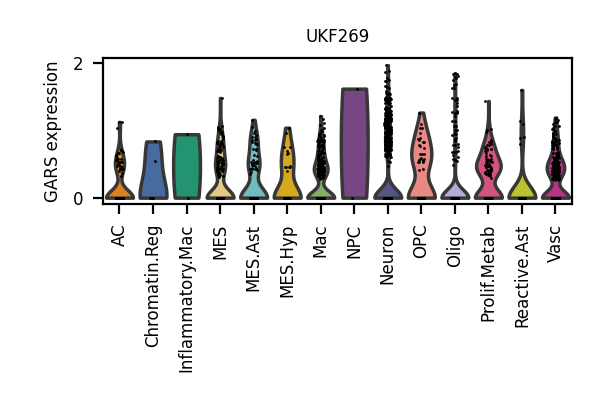 UKF269
GARS expression
2
0
AC
Chromatin.Reg
Inflammatory.Mac
MES
MES.Ast
MES.Hyp
Mac
NPC
Neuron
OPC
Oligo
Prolif.Metab
Reactive.Ast
Vasc